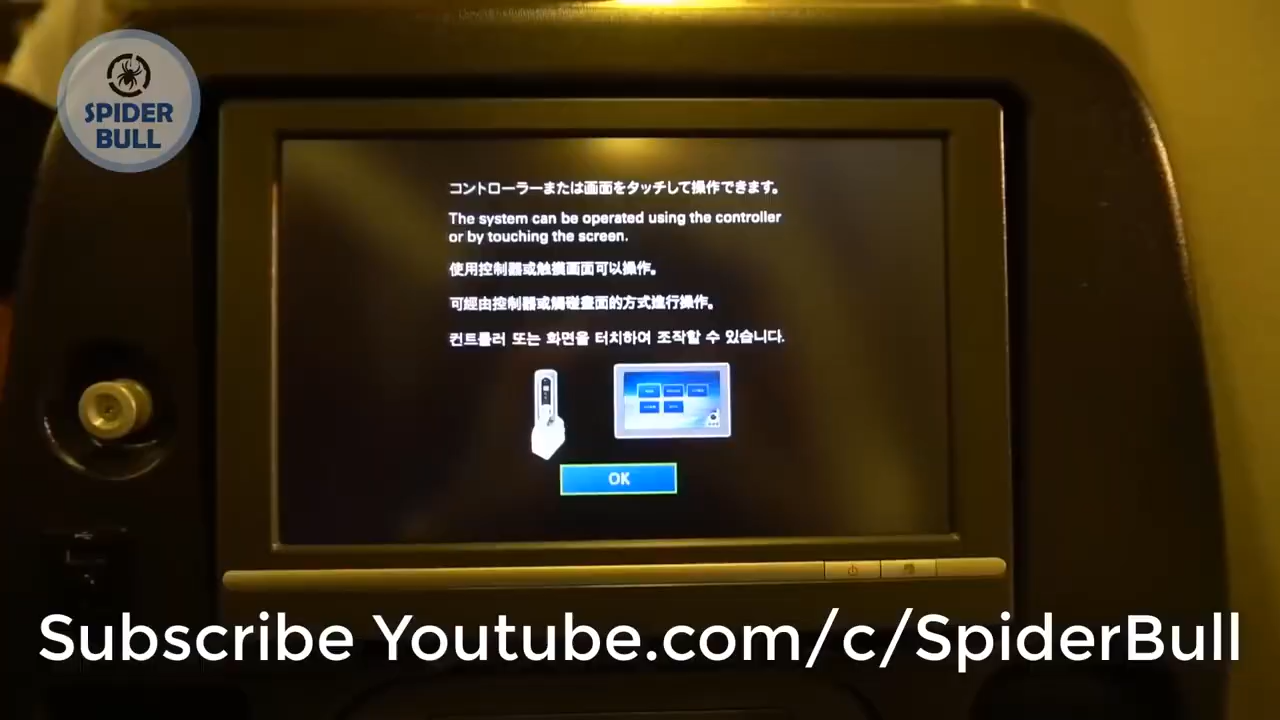 SPIDER
BULL
コントローラーまたは画面をタッチして操作できます。
The system can be operated using the controller
or by touching the screen.
使用控制器或触摸画面可以操作。
可經由控制器或觸碰畫面的方式進行操作。
컨트롤러 또는 화면을 터치하여 조작할 수 있습니다.
OK
Subscribe Youtube.com/c/SpiderBull